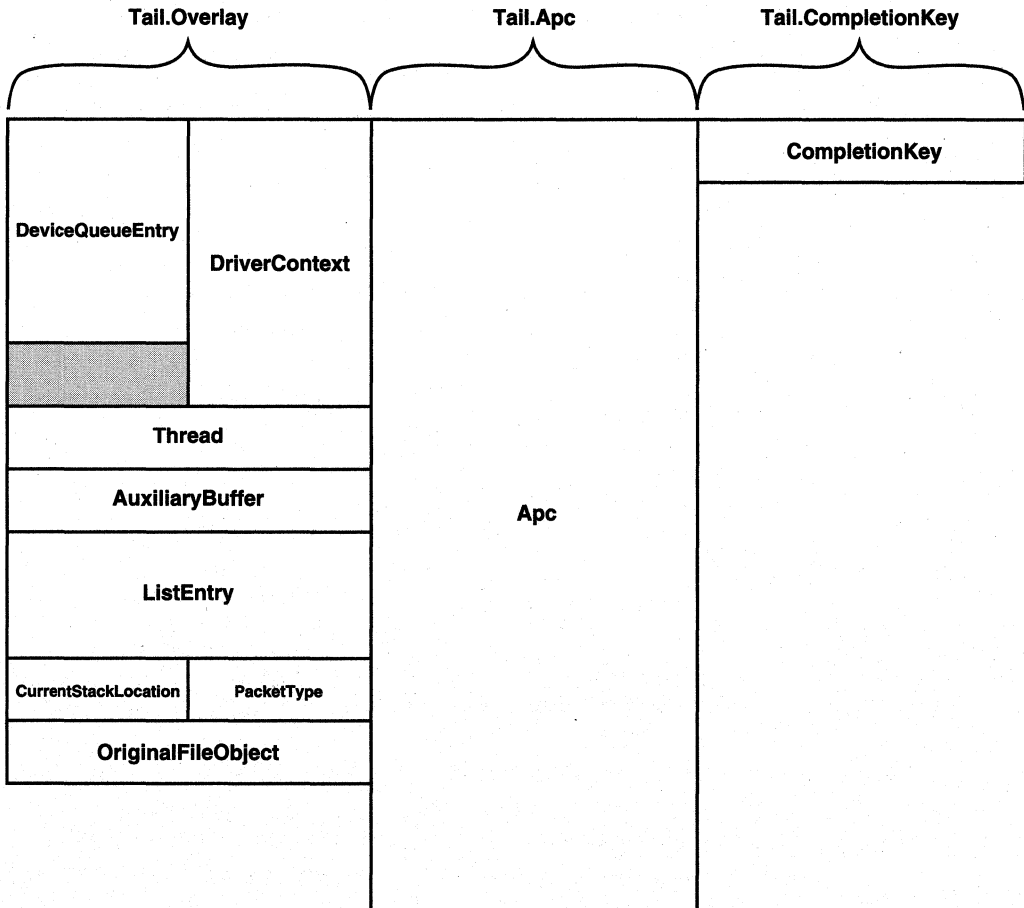 Tail.Overlay
Tail.Apc
Tail.CompletionKey
CompletionKey
DeviceQueueEntry
DriverContext
Thread
AuxiliaryBuffer
Apc
ListEntry
CurrentStackLocation
PacketType
OriginalFileObject